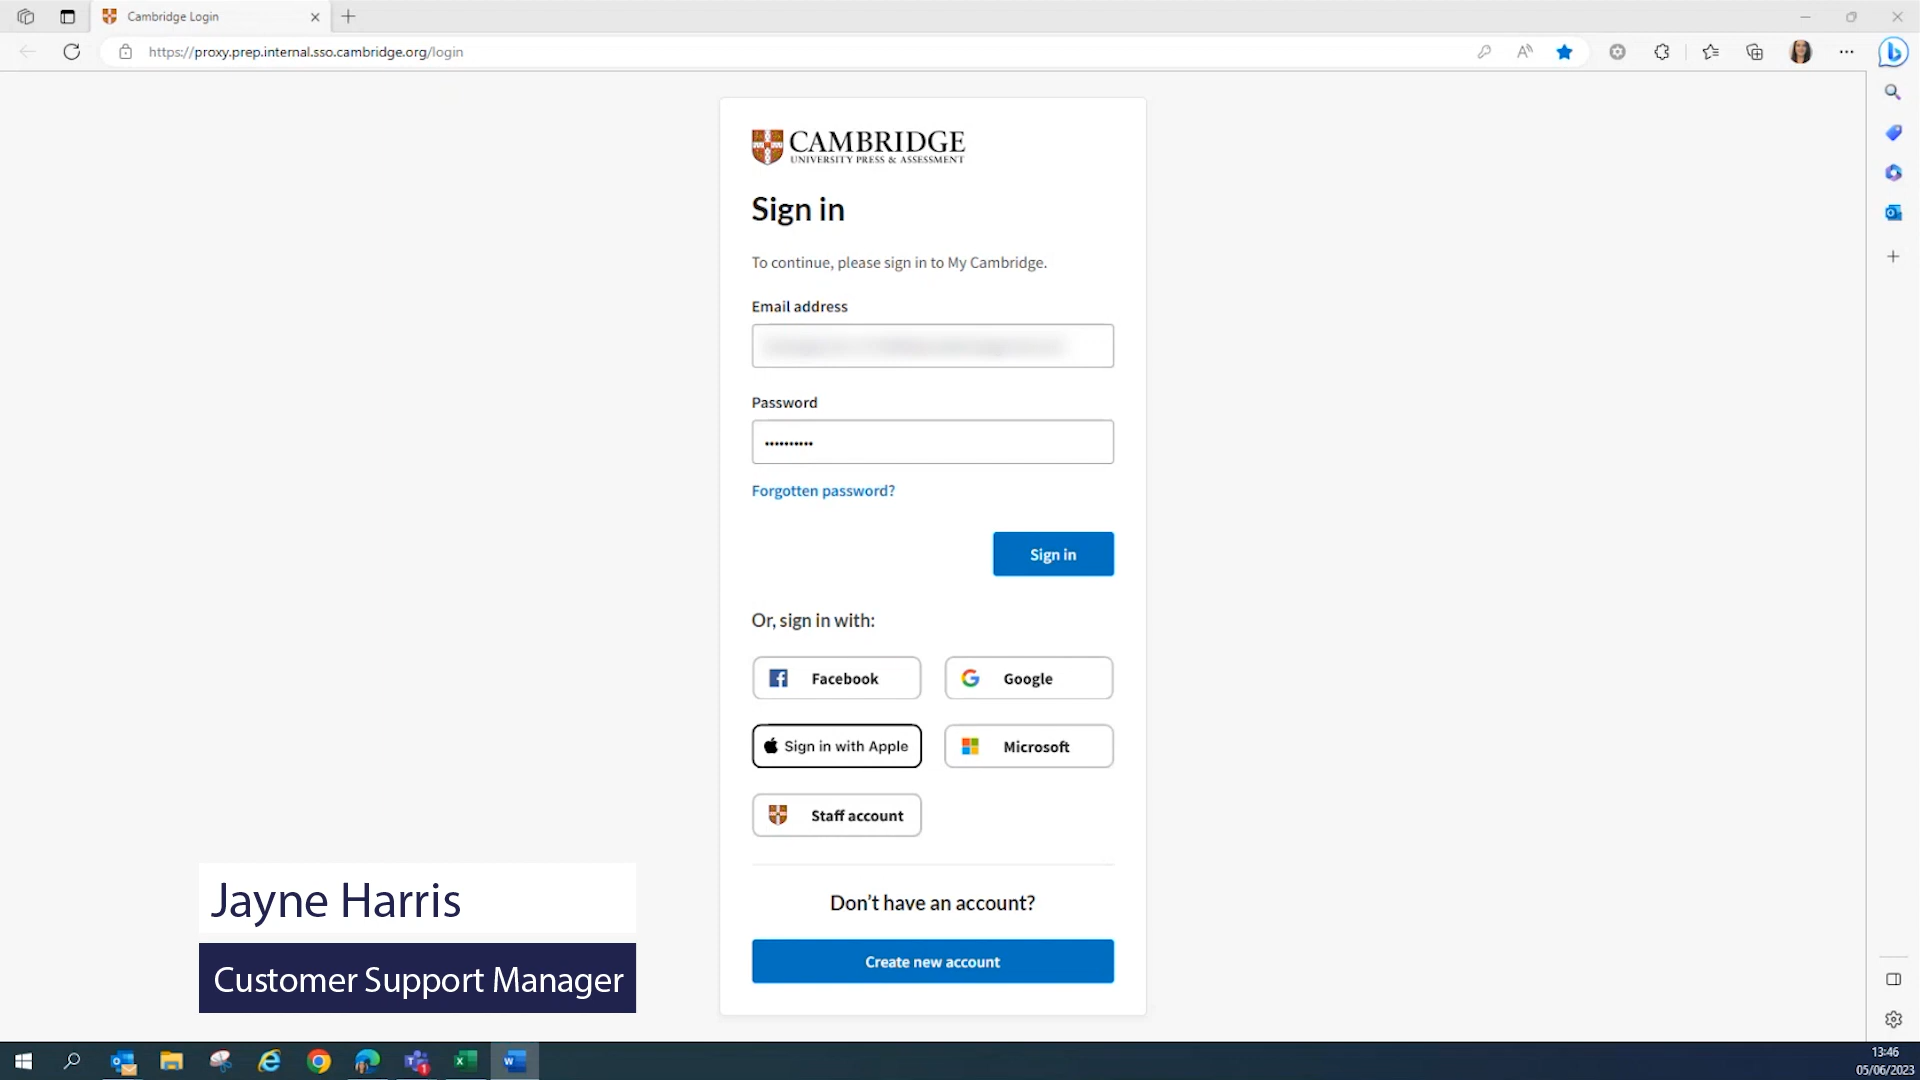 Cambridge Login
https://proxy.prep.internal.sso.cambridge.org/login
CAMBRIDGE
UNIVERSITY PRESS & ASSESSMENT
Sign in
To continue, please sign in to My Cambridge.
Email address
Password
Forgotten password?
Sign in
Or, sign in with:
Facebook
Google
Sign in with Apple
Microsoft
Staff account
Don't have an account?
Create new account
Jayne Harris
Customer Support Manager
13:46
05/06/2023